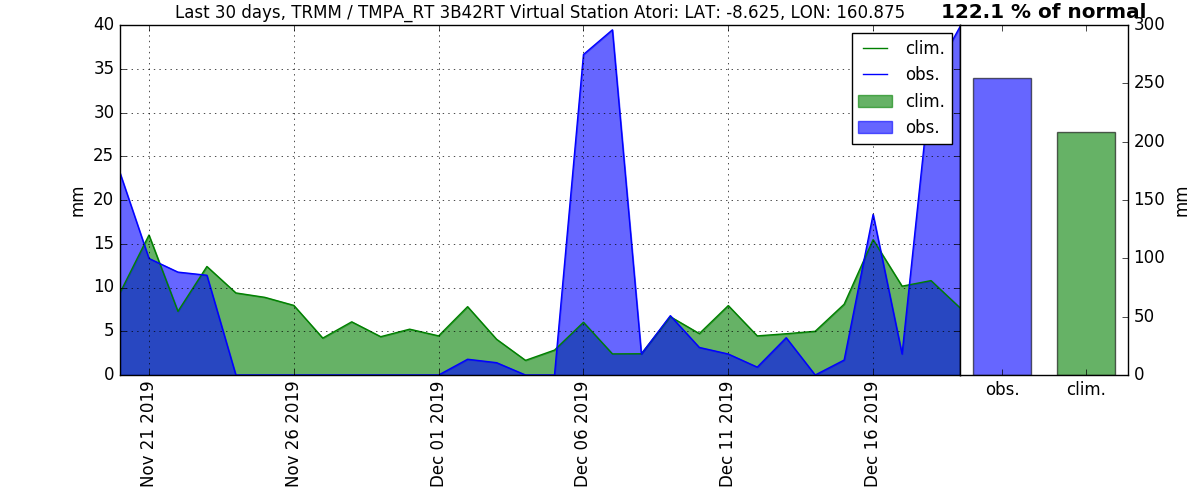 Last 30 days, TRMM / TMPA_RT 3B42RT Virtual Station Atori: LAT: -8.625, LON: 160.875
122.1 % of normal
40
35
30
25
20
15
10
5
0
mm
clim.
obs.
clim.
obs.
300
250
200
150
100
50
0
mm
Nov 21 2019
Nov 26 2019
Dec 01 2019
Dec 06 2019
Dec 11 2019
Dec 16 2019
obs.
clim.